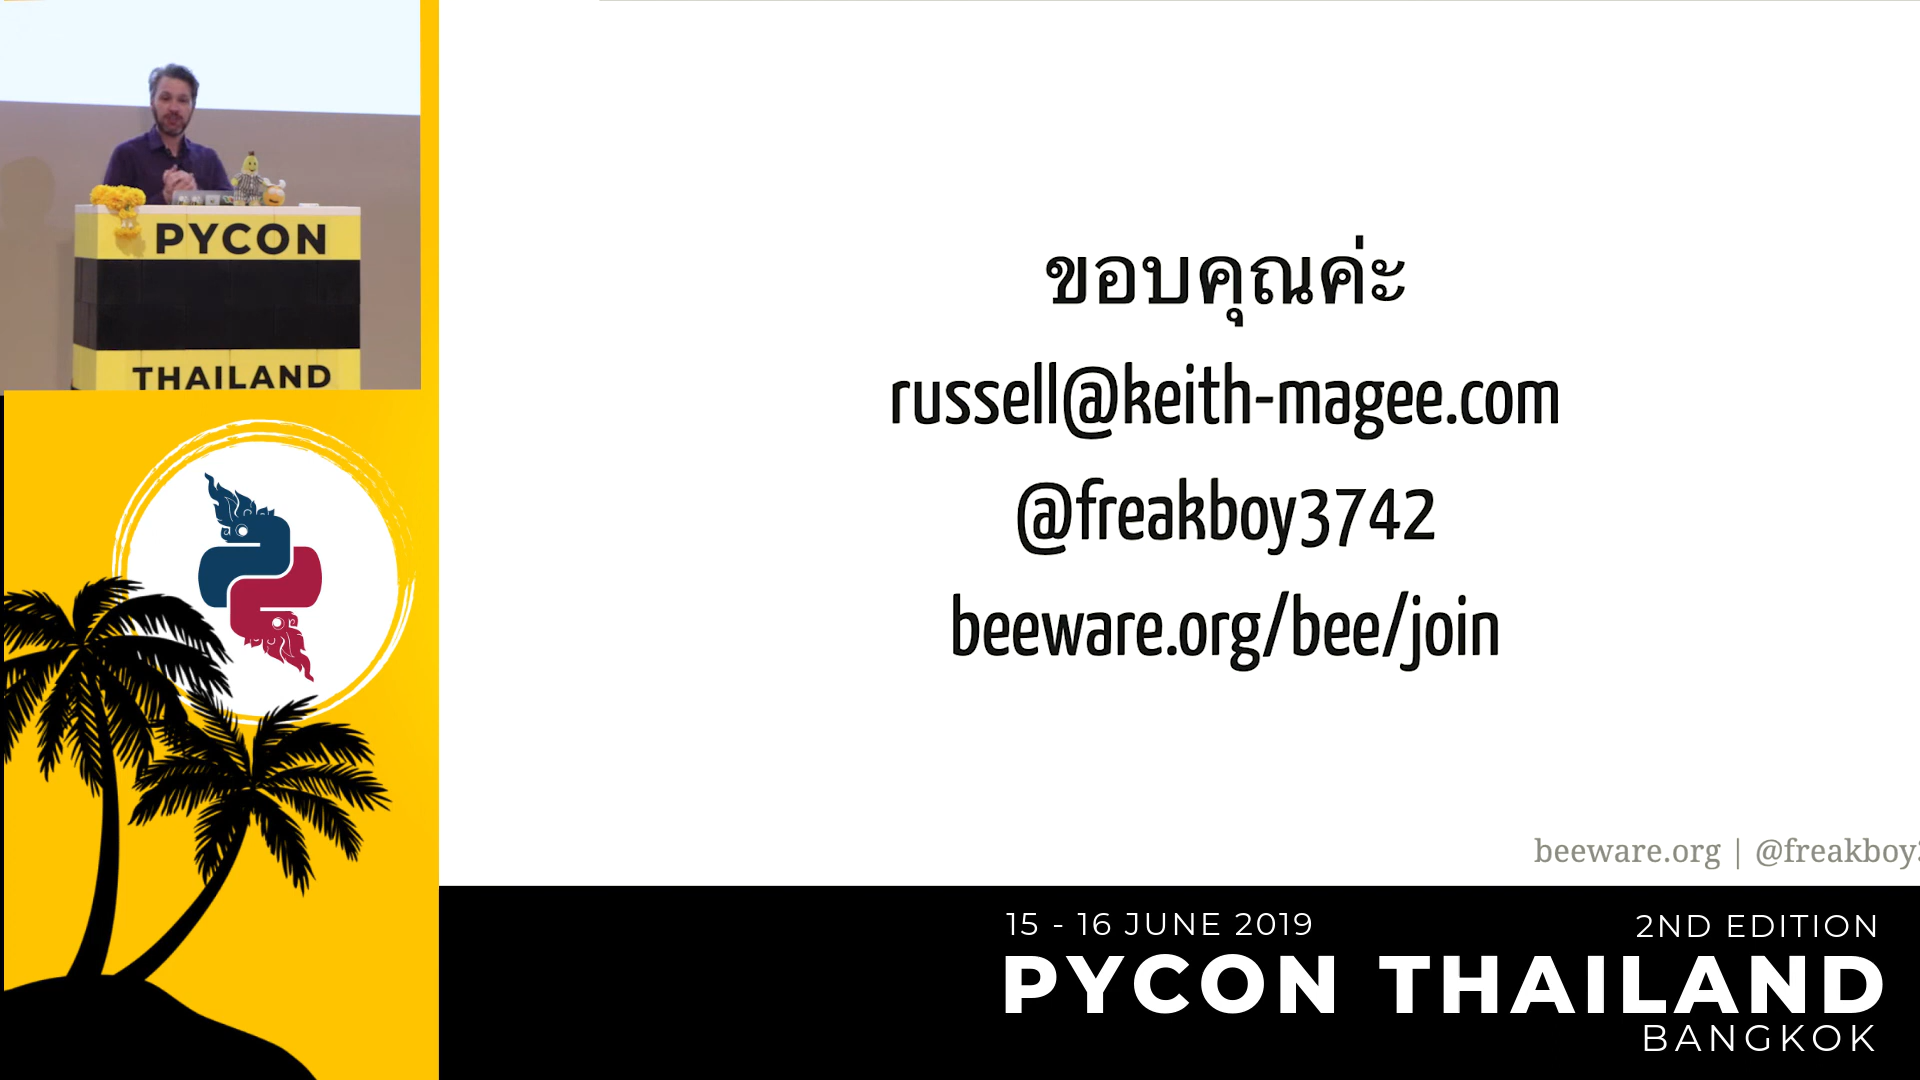 PYCON
THAILAND
ขอบคุณค่ะ
russell@keith-magee.com
@freakboy3742
beeware.org/bee/join
beeware.org | @freakboy3
15 - 16 JUNE 2019
2ND EDITION
PYCON THAILAND
BANGKOK